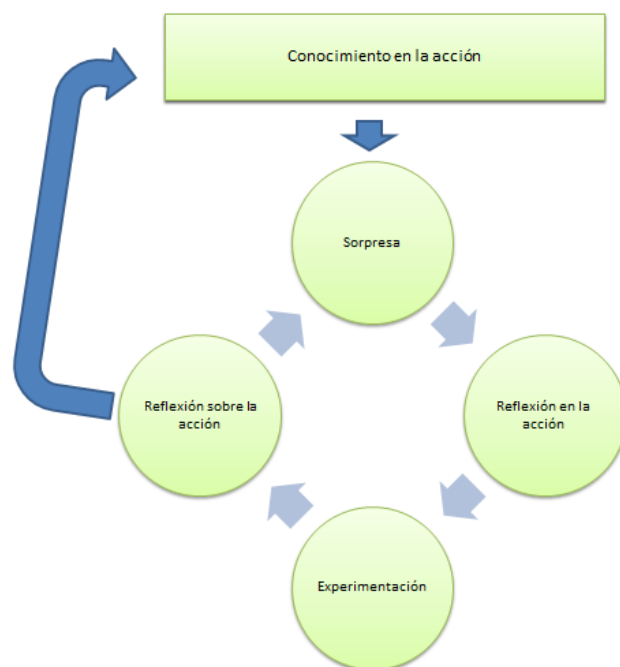 Conocimiento en la acción
Sorpresa
Reflexión sobre la
acción
Reflexión en la
acción
Experimentación